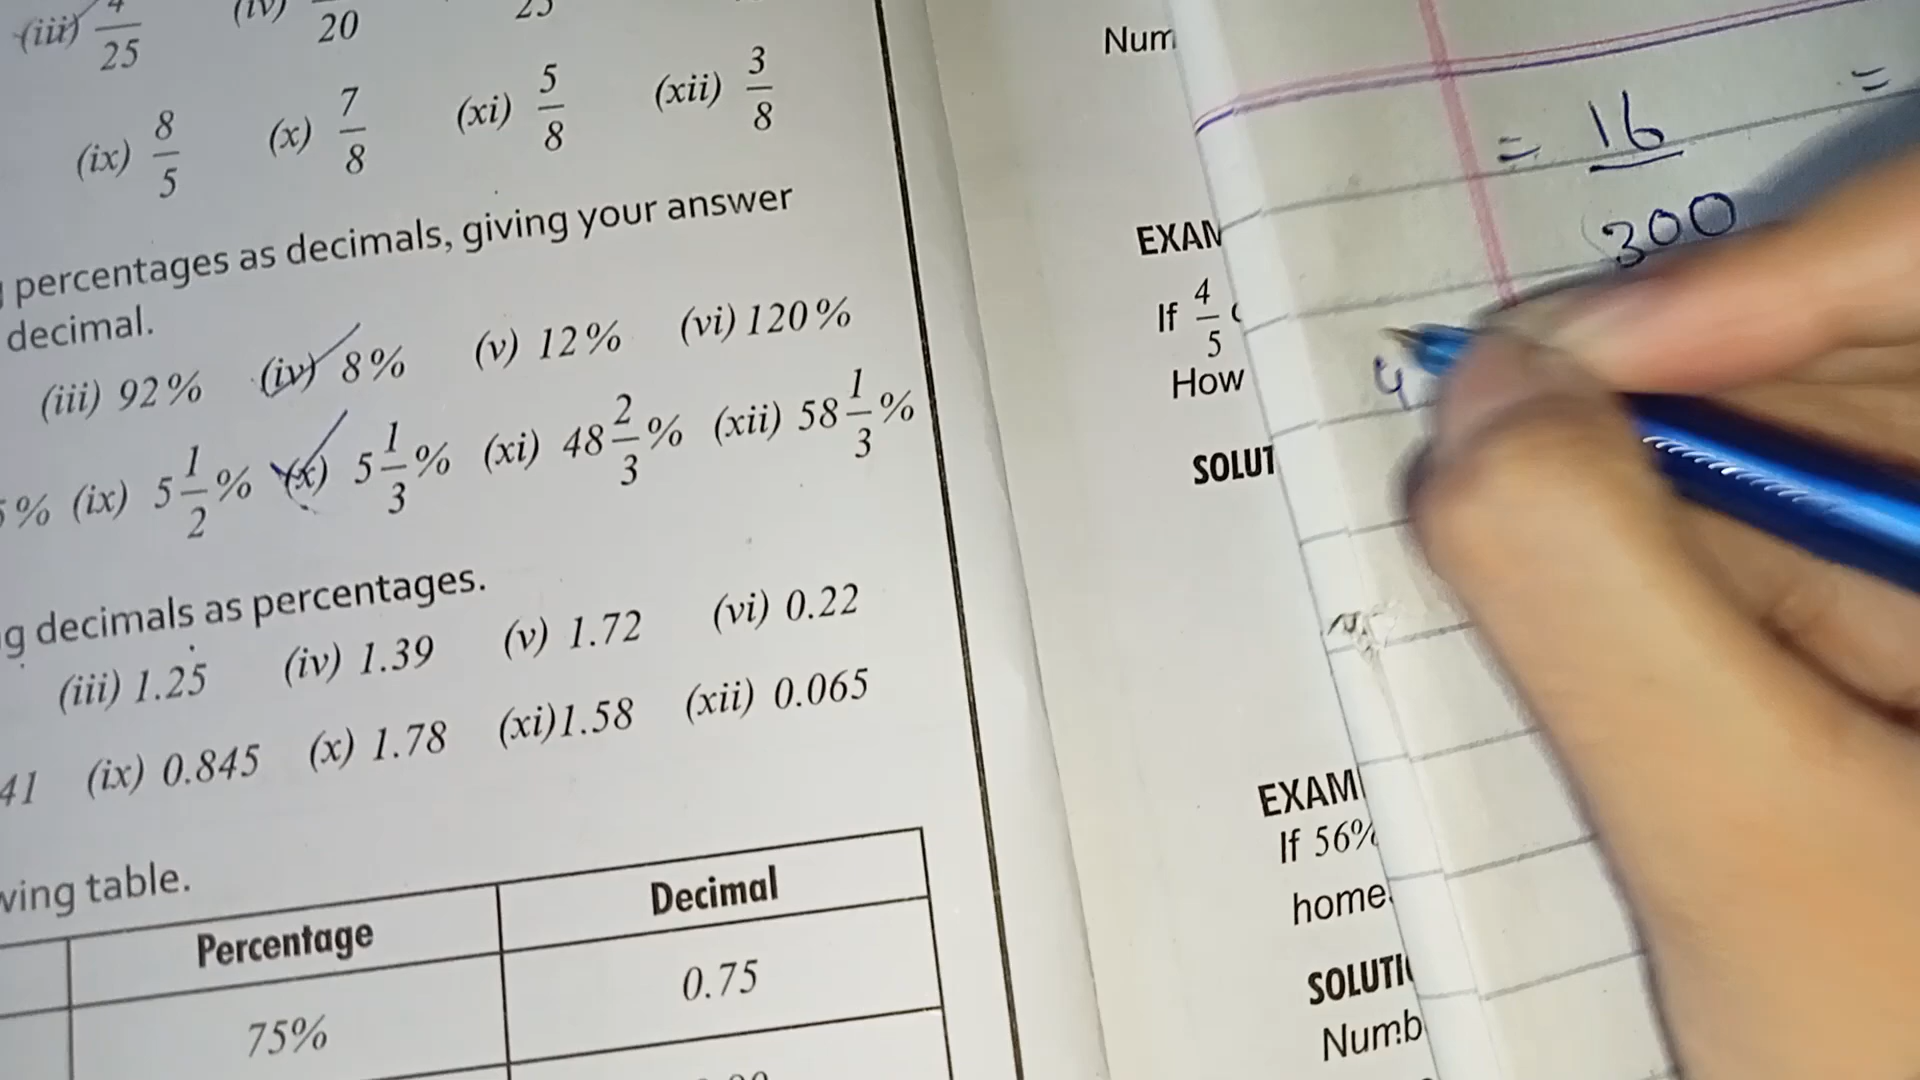 (iii) 4/25 (iv) /20 25
(ix) 8/5 (x) 7/8 (xi) 5/8 (xii) 3/8
percentages as decimals, giving your answer
decimal.
(iii) 92% (iv) 8% (v) 12% (vi) 120%
% (ix) 5 1/2% (x) 5 1/3% (xi) 48 2/3% (xii) 58 1/3%
g decimals as percentages.
(iii) 1.25 (iv) 1.39 (v) 1.72 (vi) 0.22
41 (ix) 0.845 (x) 1.78 (xi) 1.58 (xii) 0.065
wing table.
Percentage Decimal
75% 0.75
Num
EXAM
If 4/5
How
SOLUT
EXAM
If 56%
home
SOLUTI
Numb
= 16/300 =